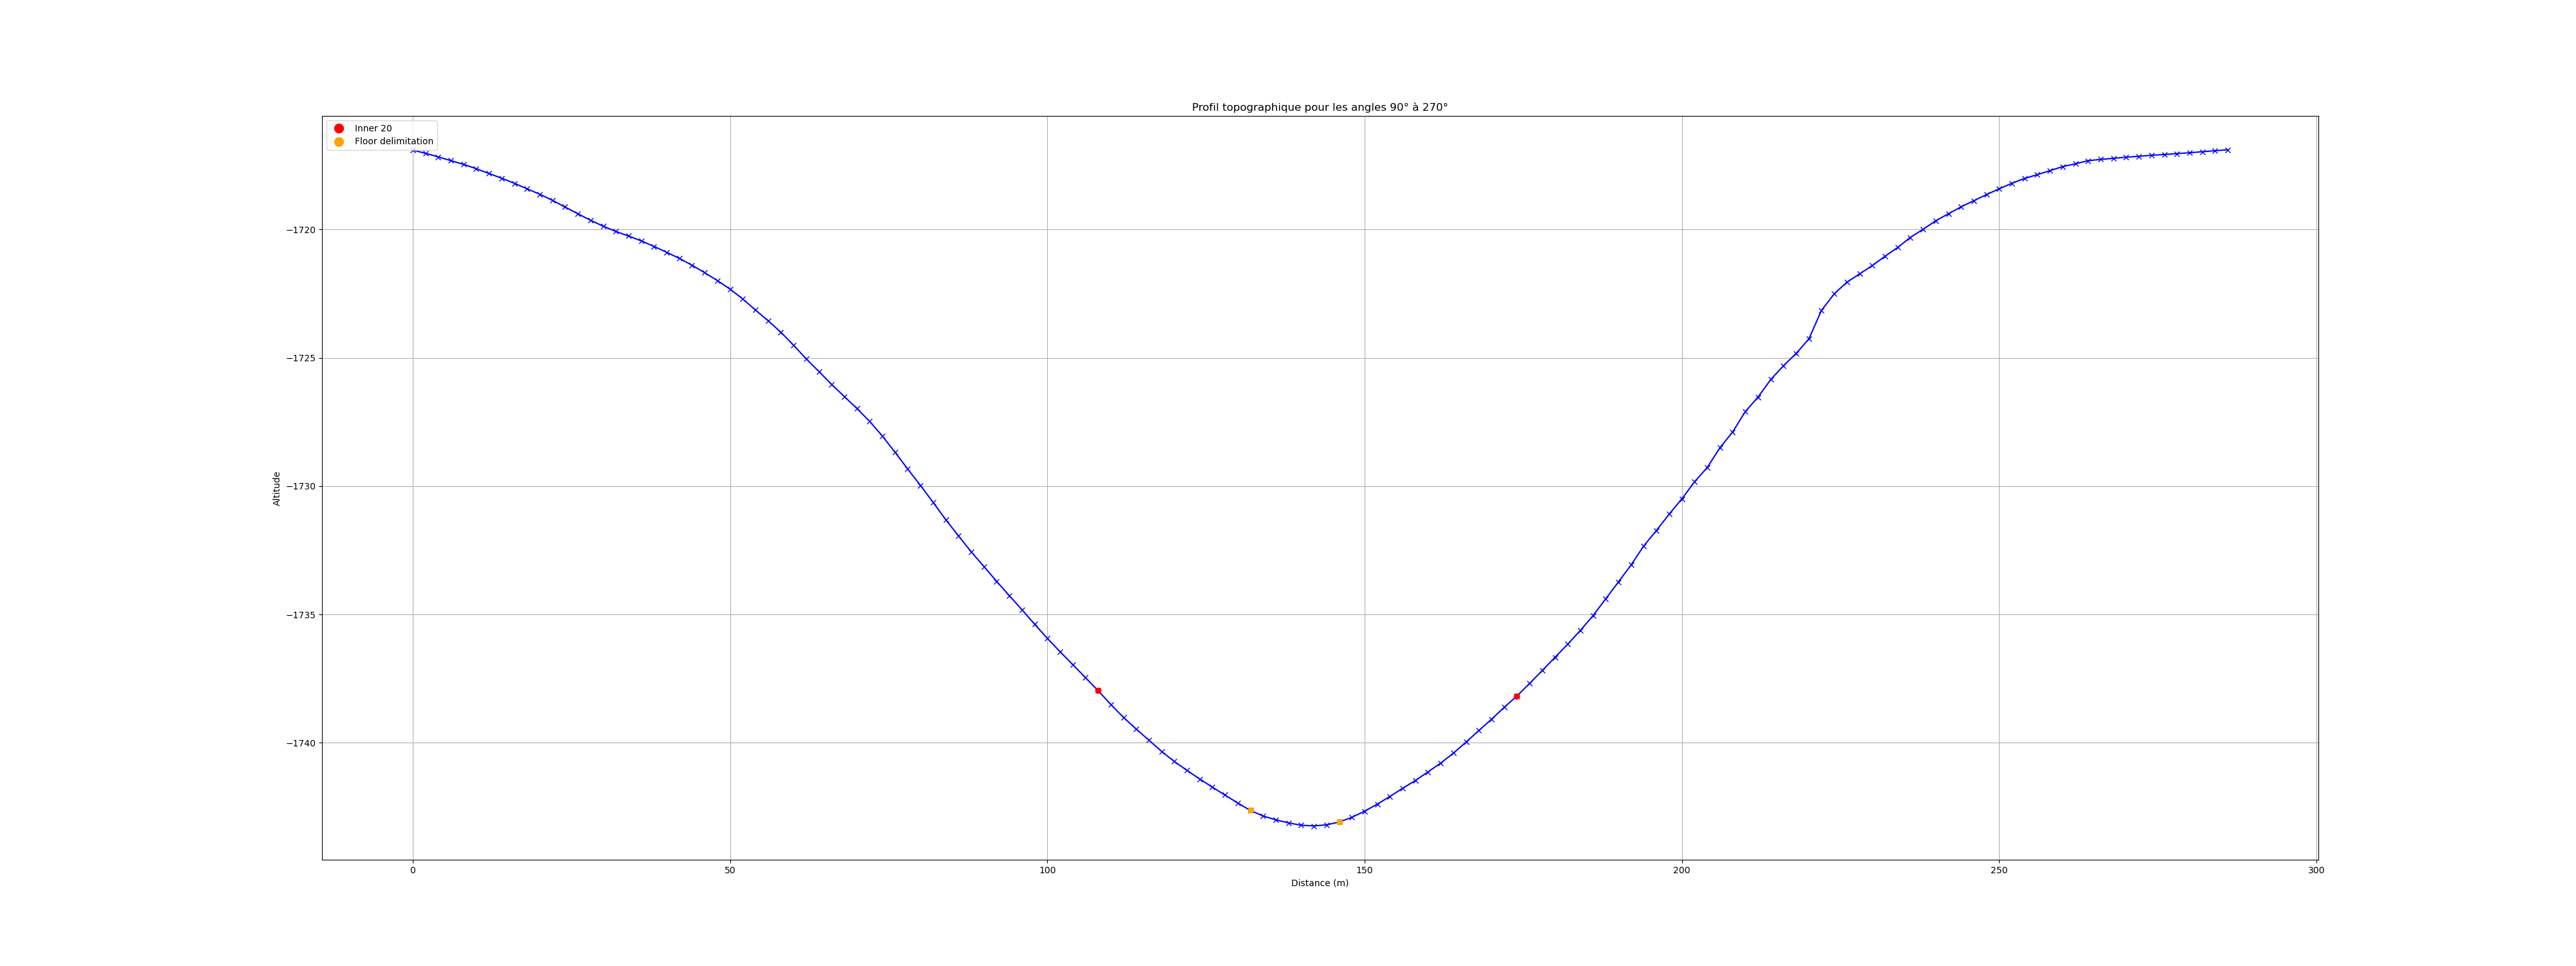 Profil topographique pour les angles 90° à 270°
Inner 20
Floor delimitation
Altitude
−1720
−1725
−1730
−1735
−1740
0
50
100
150
200
250
300
Distance (m)